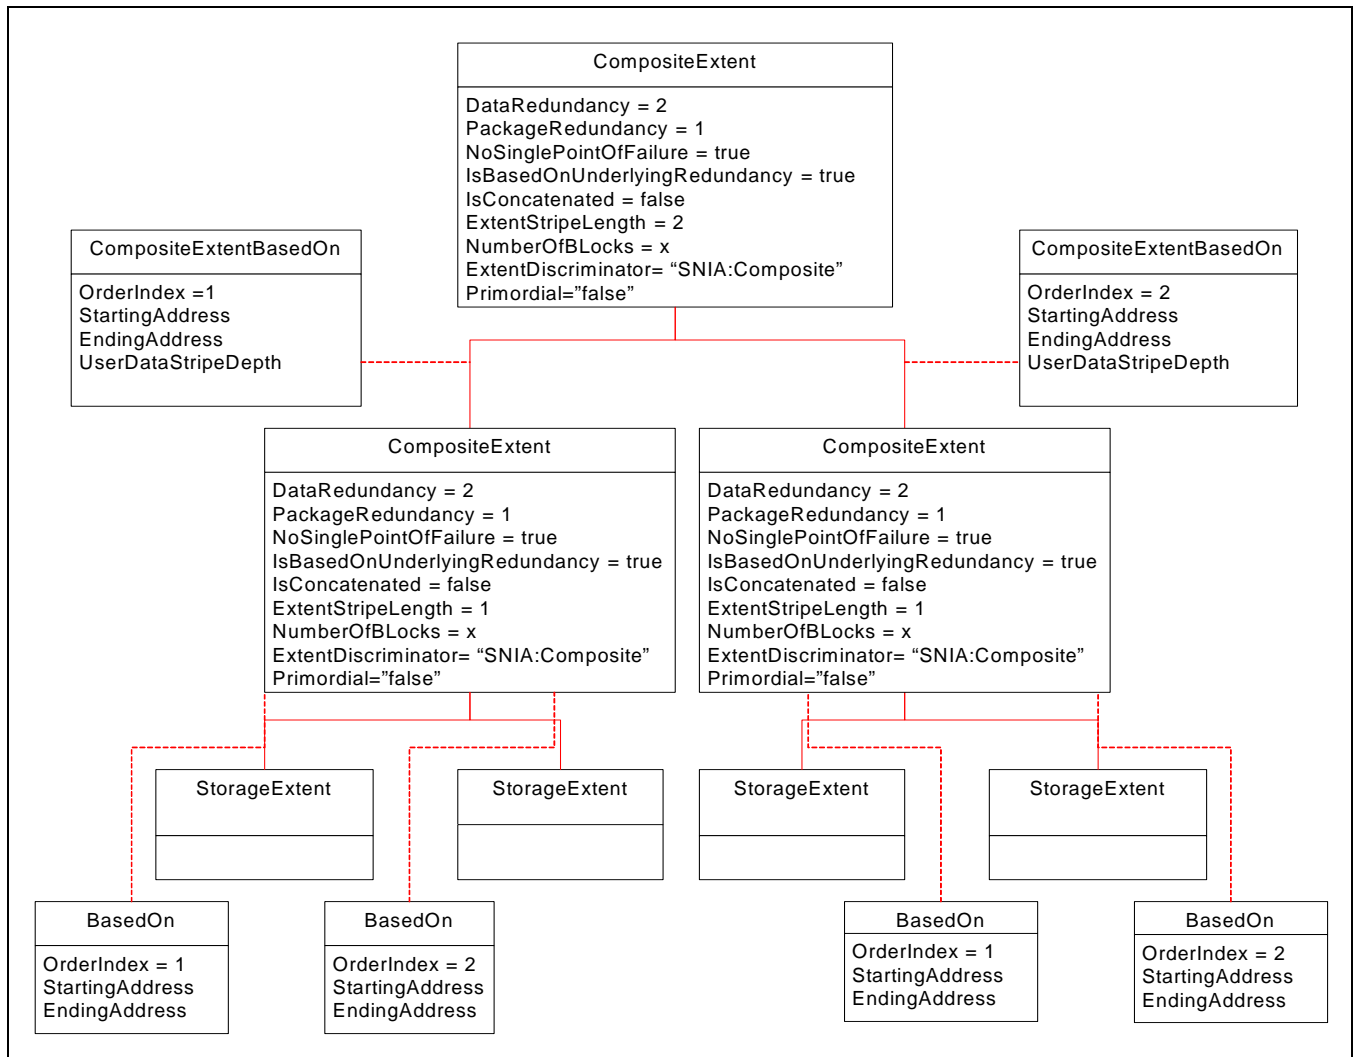 CompositeExtent
DataRedundancy = 2
PackageRedundancy = 1
NoSinglePointOfFailure = true
IsBasedOnUnderlyingRedundancy = true
IsConcatenated = false
ExtentStripeLength = 2
NumberOfBLocks = x
ExtentDiscriminator= “SNIA:Composite”
Primordial=”false”
CompositeExtentBasedOn
OrderIndex =1
StartingAddress
EndingAddress
UserDataStripeDepth
CompositeExtentBasedOn
OrderIndex = 2
StartingAddress
EndingAddress
UserDataStripeDepth
CompositeExtent
DataRedundancy = 2
PackageRedundancy = 1
NoSinglePointOfFailure = true
IsBasedOnUnderlyingRedundancy = true
IsConcatenated = false
ExtentStripeLength = 1
NumberOfBLocks = x
ExtentDiscriminator= “SNIA:Composite”
Primordial=”false”
CompositeExtent
DataRedundancy = 2
PackageRedundancy = 1
NoSinglePointOfFailure = true
IsBasedOnUnderlyingRedundancy = true
IsConcatenated = false
ExtentStripeLength = 1
NumberOfBLocks = x
ExtentDiscriminator= “SNIA:Composite”
Primordial=”false”
StorageExtent
StorageExtent
StorageExtent
StorageExtent
BasedOn
OrderIndex = 1
StartingAddress
EndingAddress
BasedOn
OrderIndex = 2
StartingAddress
EndingAddress
BasedOn
OrderIndex = 1
StartingAddress
EndingAddress
BasedOn
OrderIndex = 2
StartingAddress
EndingAddress